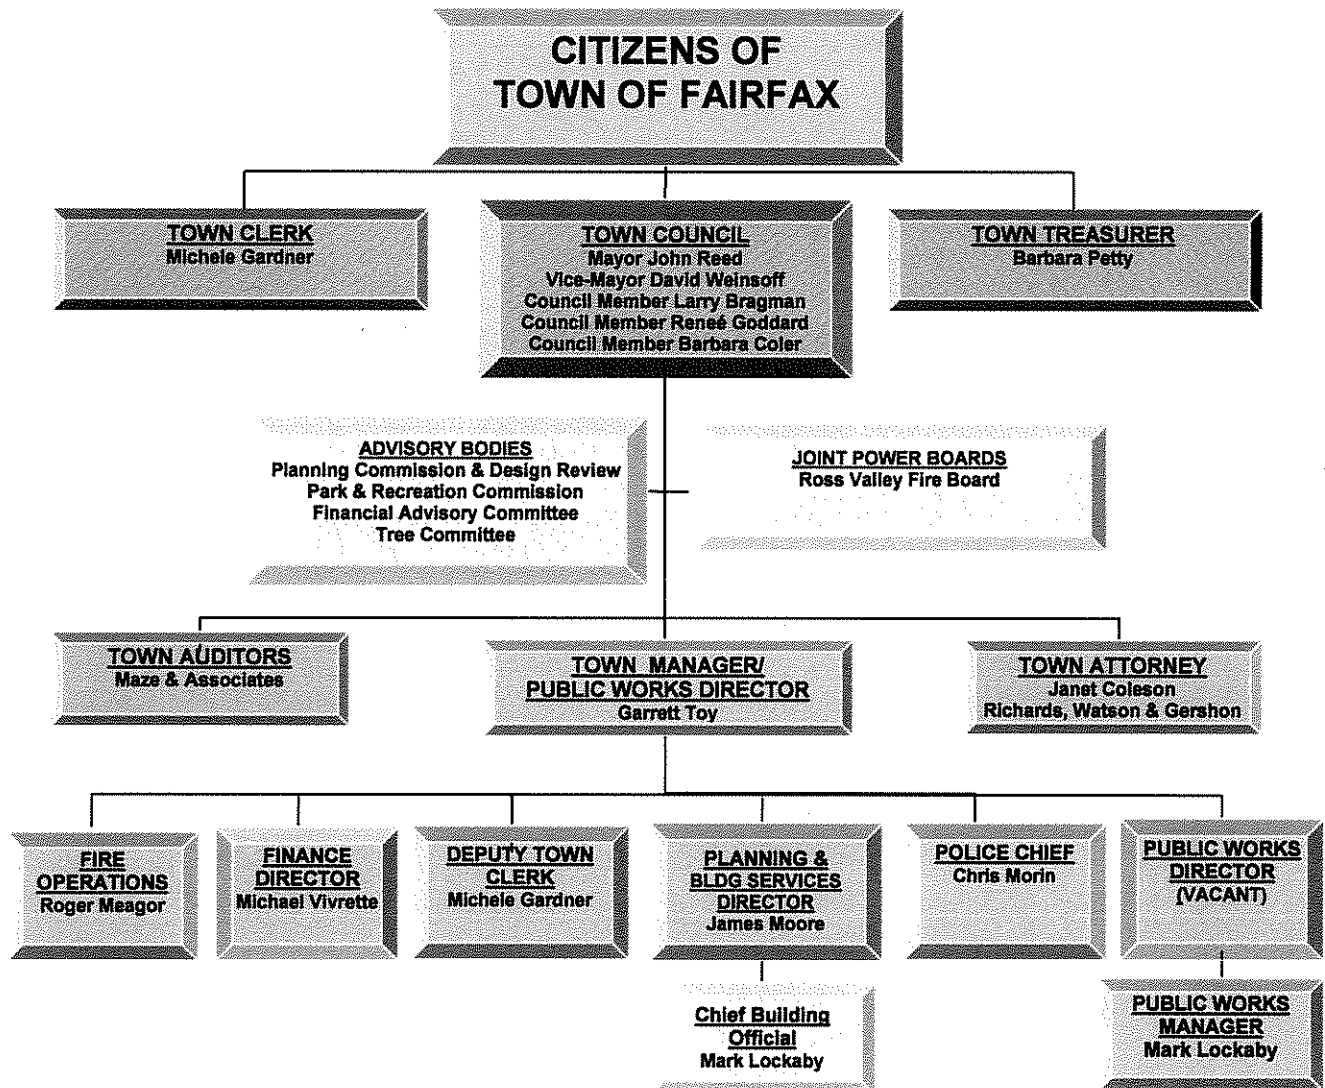 CITIZENS OF
TOWN OF FAIRFAX
TOWN CLERK
Michele Gardner
TOWN COUNCIL
Mayor John Reed
Vice-Mayor David Weinsoff
Council Member Larry Bragman
Council Member Reneé Goddard
Council Member Barbara Coler
TOWN TREASURER
Barbara Petty
ADVISORY BODIES
Planning Commission & Design Review
Park & Recreation Commission
Financial Advisory Committee
Tree Committee
JOINT POWER BOARDS
Ross Valley Fire Board
TOWN AUDITORS
Maze & Associates
TOWN MANAGER/
PUBLIC WORKS DIRECTOR
Garrett Toy
TOWN ATTORNEY
Janet Coleson
Richards, Watson & Gershon
FIRE
OPERATIONS
Roger Meagor
FINANCE
DIRECTOR
Michael Vivrette
DEPUTY TOWN
CLERK
Michele Gardner
PLANNING &
BLDG SERVICES
DIRECTOR
James Moore
POLICE CHIEF
Chris Morin
PUBLIC WORKS
DIRECTOR
(VACANT)
Chief Building
Official
Mark Lockaby
PUBLIC WORKS
MANAGER
Mark Lockaby